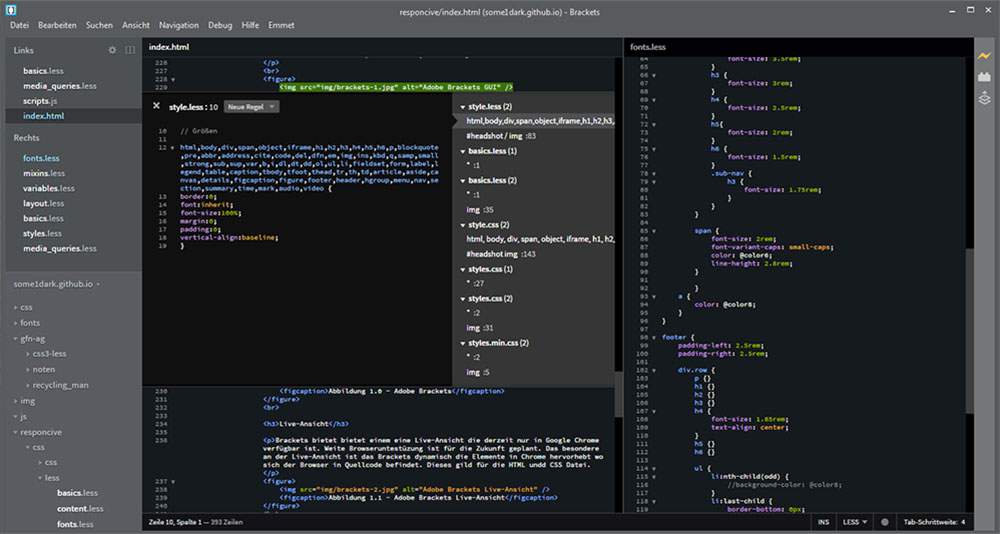 responcive/index.html (some1dark.github.io) - Brackets
Datei Bearbeiten Suchen Ansicht Navigation Debug Hilfe Emmet
Links
basics.less
media_queries.less
scripts.js
index.html
Rechts
fonts.less
mixins.less
variables.less
layout.less
basics.less
styles.less
media_queries.less
some1dark.github.io
css
fonts
gfn-ag
css3-less
noten
recycling_man
img
js
responcive
css
css
less
basics.less
content.less
fonts.less
index.html
226 </p>
227 <br>
228 <figure>
229 <img src="img/brackets-1.jpg" alt="Adobe Brackets GUI" />
style.less : 10 Neue Regel
10 // Größen
11
12 html,body,div,span,object,iframe,h1,h2,h3,h4,h5,h6,p,blockquote
,pre,abbr,address,cite,code,del,dfn,em,img,ins,kbd,q,samp,small
,strong,sub,sup,var,b,i,dl,dt,dd,ol,ul,li,fieldset,form,label,l
egend,table,caption,tbody,tfoot,thead,tr,th,td,article,aside,ca
nvas,details,figcaption,figure,footer,header,hgroup,menu,nav,se
ction,summary,time,mark,audio,video {
13 border:0;
14 font:inherit;
15 font-size:100%;
16 margin:0;
17 padding:0;
18 vertical-align:baseline;
19 }
style.less (2)
html,body,div,span,object,iframe,h1,h2,h3,
#headshot / img :83
basics.less (1)
* :1
basics.less (2)
* :1
img :35
style.css (2)
html, body, div, span, object, iframe, h1, h2,
#headshot img :143
styles.css (1)
* :27
styles.css (2)
* :2
img :31
styles.min.css (2)
* :2
img :5
230 <figcaption>Abbildung 1.0 - Adobe Brackets</figcaption>
231 </figure>
232 <br>
233
234 <h3>Live-Ansicht</h3>
235
236 <p>Brackets bietet bietet einem eine Live-Ansicht die derzeit nur in Google Chrome
verfügbar ist. Weite Browseruntestüzung ist für die Zukunft geplant. Das besondere
an der Live-Ansicht ist das Brackets dynamisch die Elemente in Chrome hervorhebt wo
sich der Browser in Quellcode befindet. Dieses gild für die HTML undd CSS Datei.
</p>
237 <figure>
238 <img src="img/brackets-2.jpg" alt="Adobe Brackets Live-Ansicht" />
239 <figcaption>Abbildung 1.1 - Adobe Brackets Live-Ansicht</figcaption>
240 </figure>
fonts.less
64 font-size: 3.5rem;
65 }
66 h3 {
67 font-size: 3rem;
68 }
69 h4 {
70 font-size: 2.5rem;
71 }
72 h5{
73 font-size: 2rem;
74 }
75 h6 {
76 font-size: 1.5rem;
77 }
78 .sub-nav {
79 h3 {
80 font-size: 1.75rem;
81 }
82 }
83 }
84
85 span {
86 font-size: 2rem;
87 font-variant-caps: small-caps;
88 color: @color6;
89 line-height: 2.8rem;
90 }
91
92 }
93 a {
94 color: @color6;
95 }
96 }
97
98 footer {
99 padding-left: 2.5rem;
100 padding-right: 2.5rem;
101
102 div.row {
103 p {}
104 h1 {}
105 h2 {}
106 h3 {}
107 h4 {
108 font-size: 1.85rem;
109 text-align: center;
110 }
111 h5 {}
112 h6 {}
113
114 ul {
115 li:nth-child(odd) {
116 //background-color: @color8;
117 }
118 li:last-child {
119 border-bottom: 0px;
Zeile 10, Spalte 1 — 393 Zeilen
INS LESS Tab-Schrittweite: 4